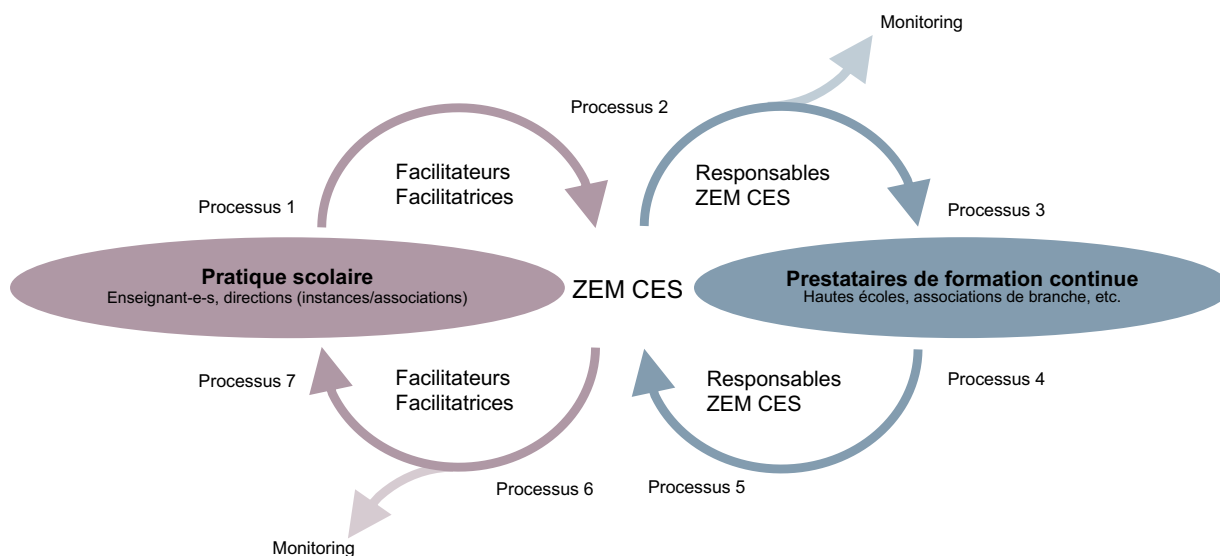 Monitoring
Processus 2
Facilitateurs
Facilitatrices
Responsables
ZEM CES
Processus 1
Processus 3
Pratique scolaire
Enseignant-e-s, directions (instances/associations)
ZEM CES
Prestataires de formation continue
Hautes écoles, associations de branche, etc.
Processus 7
Facilitateurs
Facilitatrices
Responsables
ZEM CES
Processus 4
Processus 6
Processus 5
Monitoring